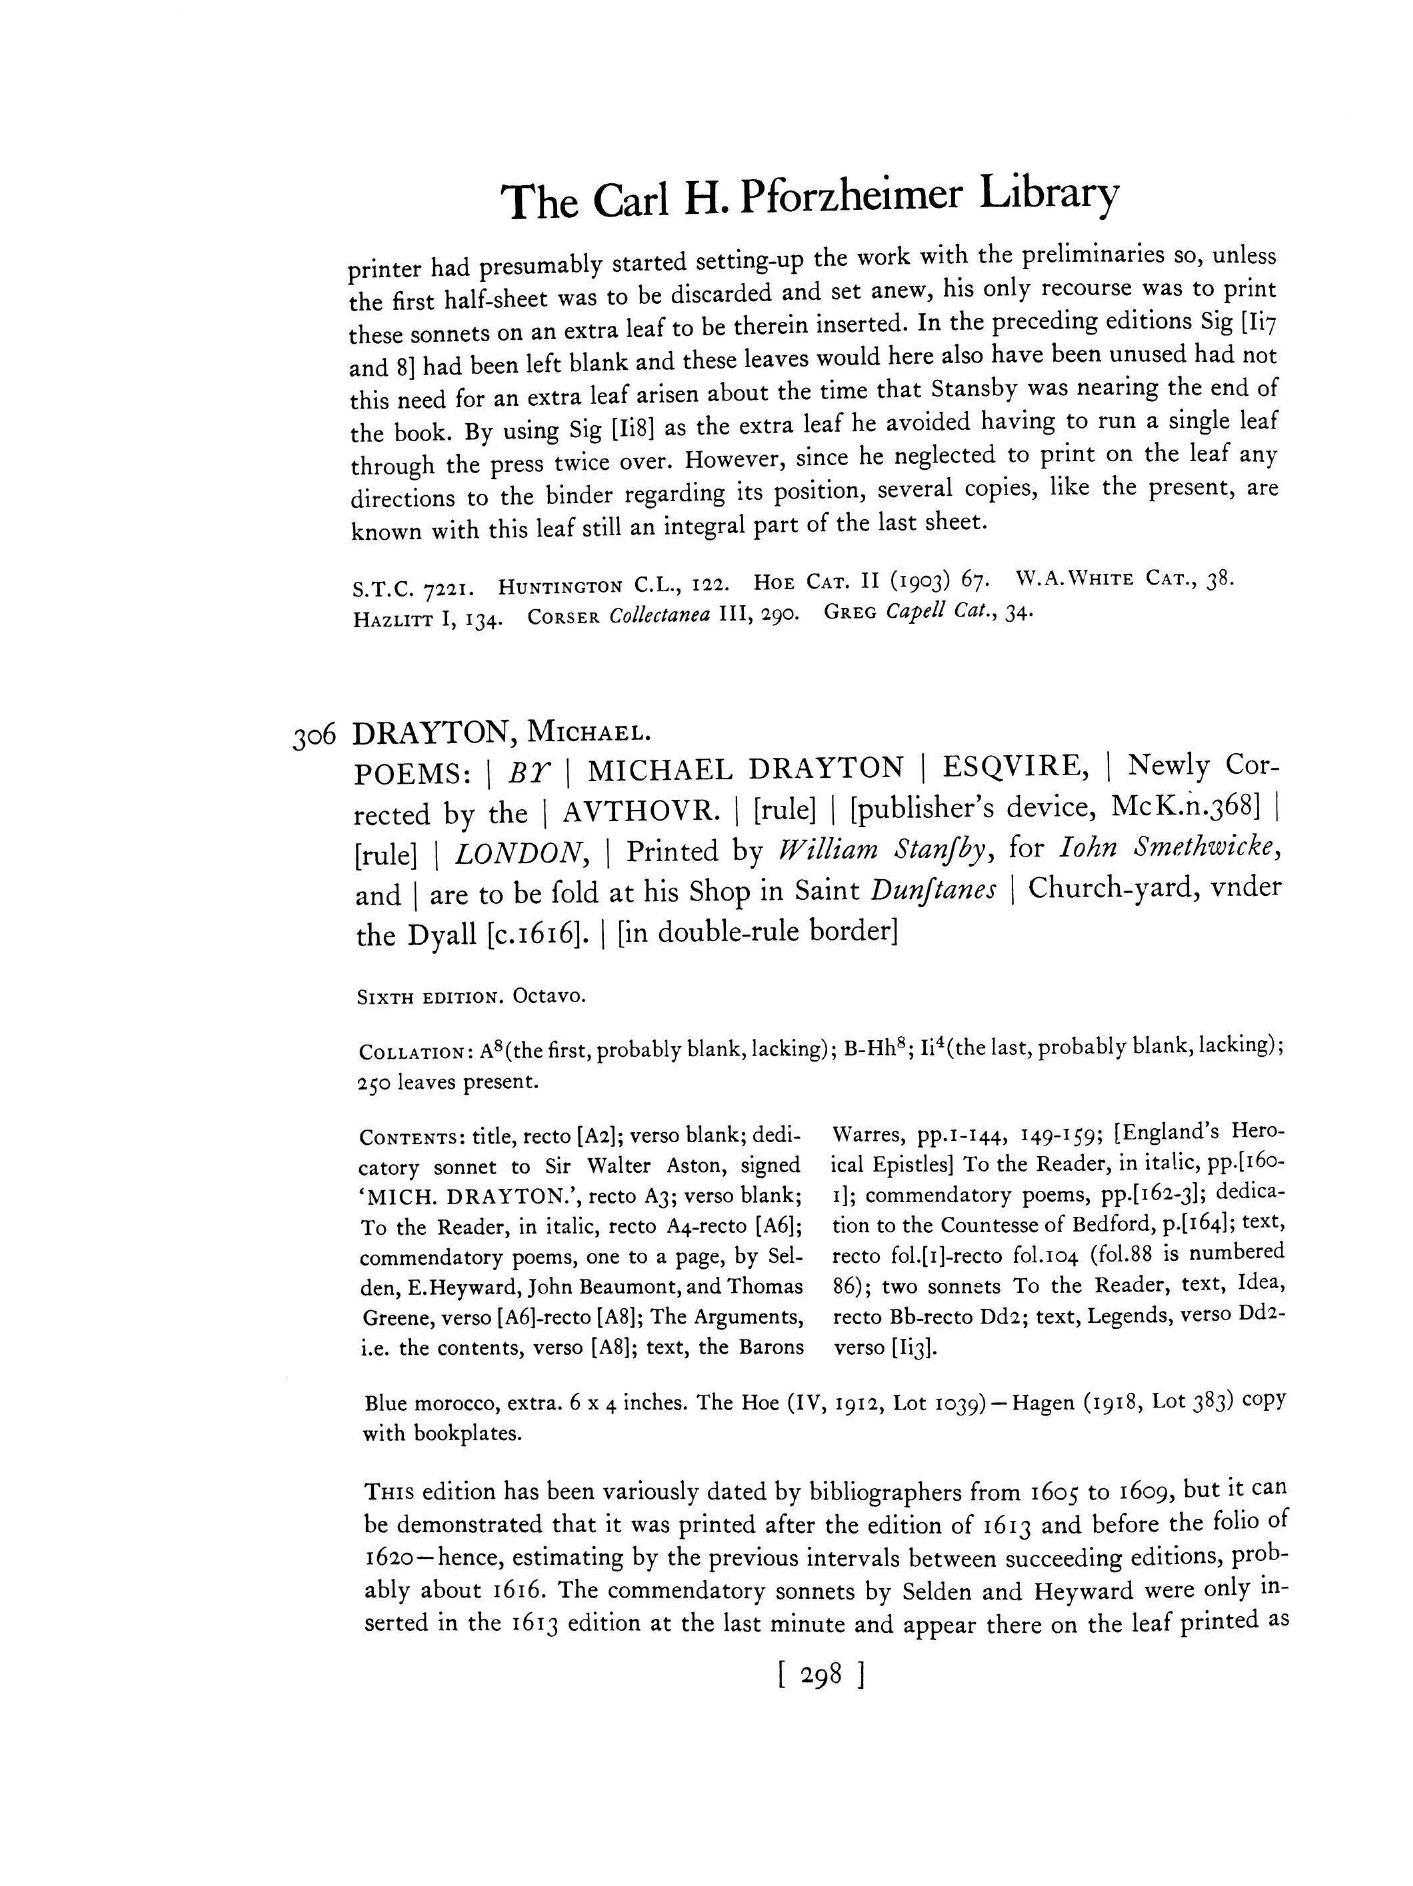 The Carl H. Pforzheimer Library
printer had presumably started setting-up the work with the preliminaries so, unless
the first half-sheet was to be discarded and set anew, his only recourse was to print
these sonnets on an extra leaf to be therein inserted. In the preceding editions Sig [Ii7
and 8] had been left blank and these leaves would here also have been unused had not
this need for an extra leaf arisen about the time that Stansby was nearing the end of
the book. By using Sig [Ii8] as the extra leaf he avoided having to run a single leaf
through the press twice over. However, since he neglected to print on the leaf any
directions to the binder regarding its position, several copies, like the present, are
known with this leaf still an integral part of the last sheet.
S.T.C. 7221. HUNTINGTON C.L., 122. HOE CAT. II (1903) 67. W.A.WHITE CAT., 38.
HAZLITT I, 134. CORSER Collectanea III, 290. GREG Capell Cat., 34.
306 DRAYTON, MICHAEL.
POEMS: | BY | MICHAEL DRAYTON | ESQVIRE, | Newly Cor-
rected by the | AVTHOVR. | [rule] | [publisher's device, McK.n.368] |
[rule] | LONDON, | Printed by William Stanſby, for Iohn Smethwicke,
and | are to be ſold at his Shop in Saint Dunſtanes | Church-yard, vnder
the Dyall [c.1616]. | [in double-rule border]
SIXTH EDITION. Octavo.
COLLATION: A⁸(the first, probably blank, lacking); B-Hh⁸; Ii⁴(the last, probably blank, lacking);
250 leaves present.
CONTENTS: title, recto [A2]; verso blank; dedi-
catory sonnet to Sir Walter Aston, signed
'MICH. DRAYTON.', recto A3; verso blank;
To the Reader, in italic, recto A4-recto [A6];
commendatory poems, one to a page, by Sel-
den, E.Heyward, John Beaumont, and Thomas
Greene, verso [A6]-recto [A8]; The Arguments,
i.e. the contents, verso [A8]; text, the Barons
Warres, pp.1-144, 149-159; [England's Hero-
ical Epistles] To the Reader, in italic, pp.[160-
1]; commendatory poems, pp.[162-3]; dedica-
tion to the Countesse of Bedford, p.[164]; text,
recto fol.[1]-recto fol.104 (fol.88 is numbered
86); two sonnets To the Reader, text, Idea,
recto Bb-recto Dd2; text, Legends, verso Dd2-
verso [Ii3].
Blue morocco, extra. 6 x 4 inches. The Hoe (IV, 1912, Lot 1039)—Hagen (1918, Lot 383) copy
with bookplates.
THIS edition has been variously dated by bibliographers from 1605 to 1609, but it can
be demonstrated that it was printed after the edition of 1613 and before the folio of
1620—hence, estimating by the previous intervals between succeeding editions, prob-
ably about 1616. The commendatory sonnets by Selden and Heyward were only in-
serted in the 1613 edition at the last minute and appear there on the leaf printed as
[ 298 ]